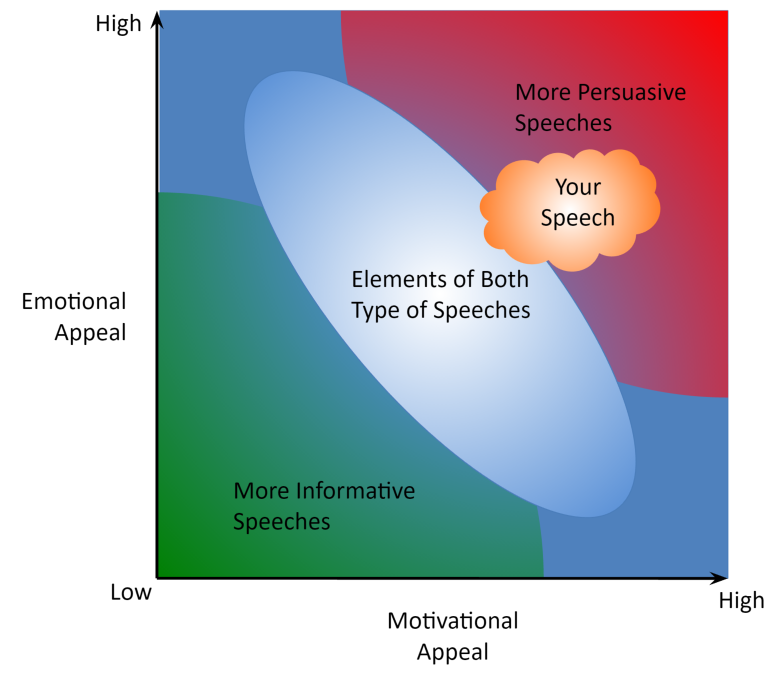 High
More Persuasive
Speeches
Your
Speech
Elements of Both
Type of Speeches
Emotional
Appeal
More Informative
Speeches
Low
High
Motivational
Appeal